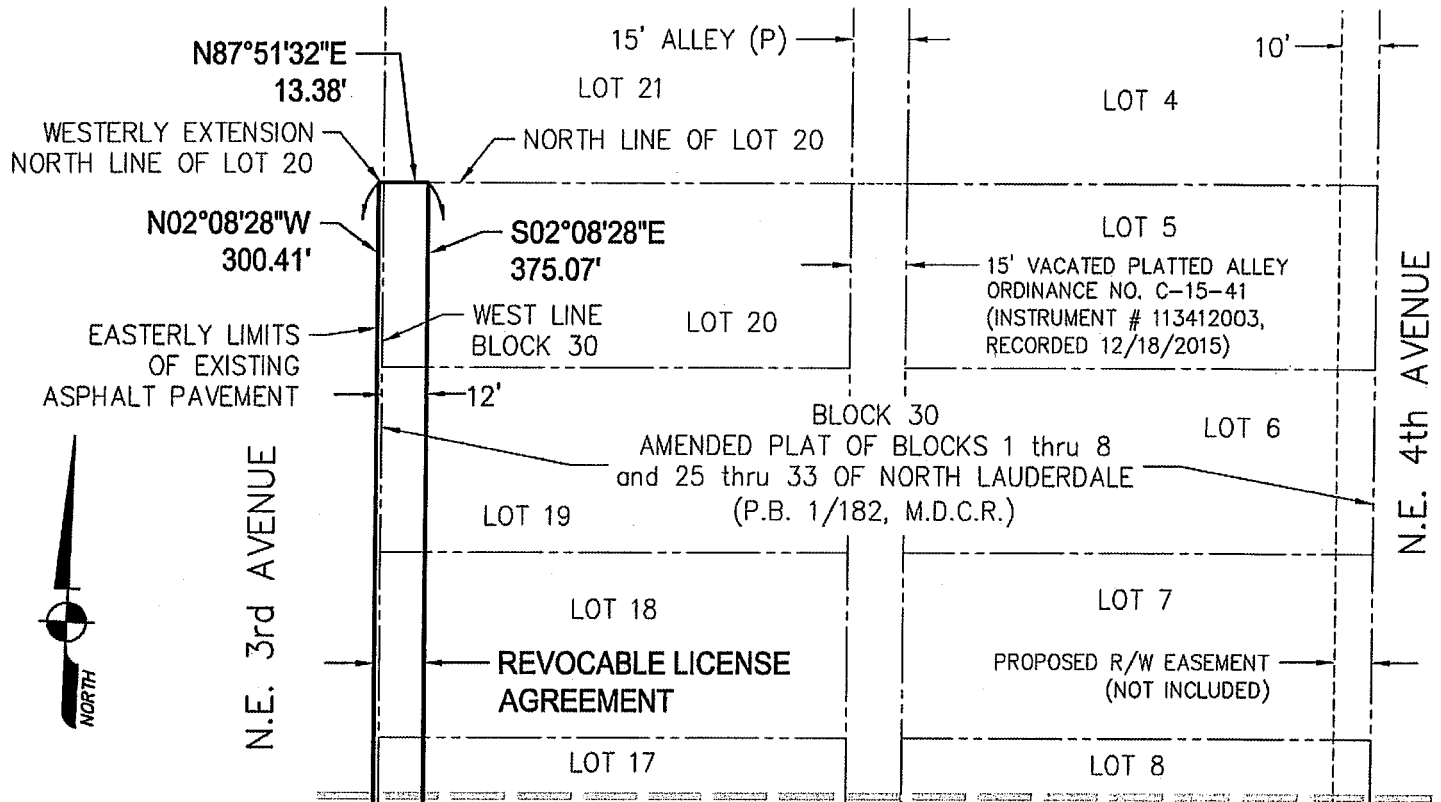 15' ALLEY (P)
10'
N87°51'32"E
13.38'
LOT 21
LOT 4
WESTERLY EXTENSION
NORTH LINE OF LOT 20
NORTH LINE OF LOT 20
N02°08'28"W
300.41'
S02°08'28"E
375.07'
LOT 5
15' VACATED PLATTED ALLEY
ORDINANCE NO. C-15-41
(INSTRUMENT # 113412003,
RECORDED 12/18/2015)
WEST LINE
BLOCK 30
LOT 20
EASTERLY LIMITS
OF EXISTING
ASPHALT PAVEMENT
12'
BLOCK 30
AMENDED PLAT OF BLOCKS 1 thru 8
and 25 thru 33 OF NORTH LAUDERDALE
(P.B. 1/182, M.D.C.R.)
LOT 6
N.E. 4th AVENUE
LOT 19
N.E. 3rd AVENUE
NORTH
LOT 18
LOT 7
REVOCABLE LICENSE
AGREEMENT
PROPOSED R/W EASEMENT
(NOT INCLUDED)
LOT 17
LOT 8